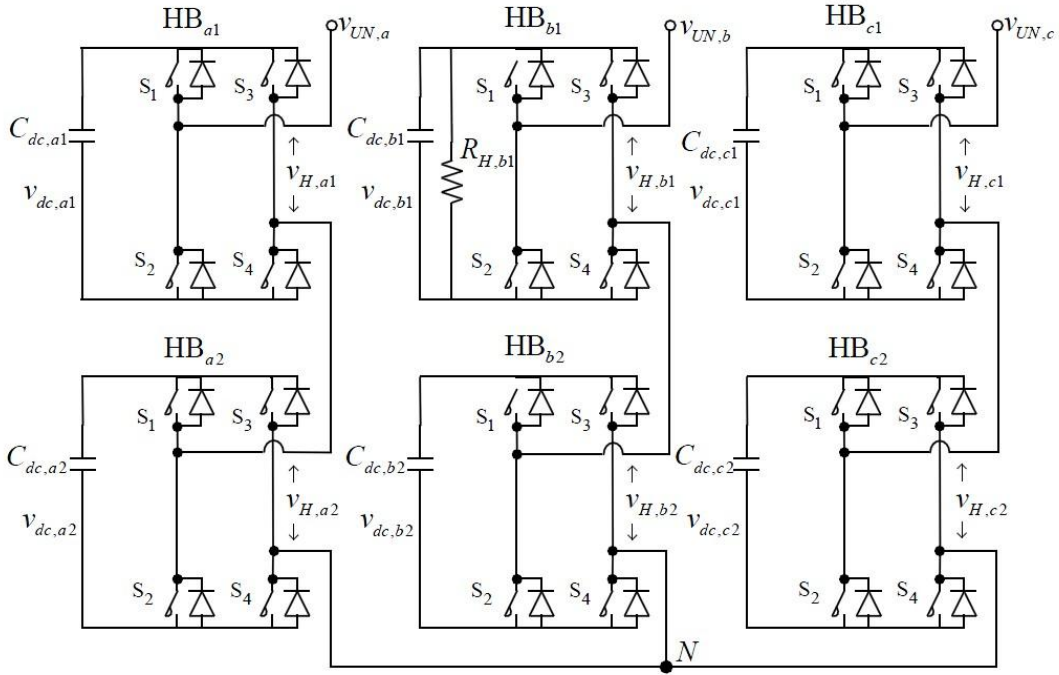 HB_{a1}
v_{UN,a}
HB_{b1}
v_{UN,b}
HB_{c1}
v_{UN,c}
S_1
S_3
S_1
S_3
S_1
S_3
C_{dc,a1}
v_{H,a1}
v_{dc,a1}
C_{dc,b1}
R_{H,b1}
v_{H,b1}
v_{dc,b1}
C_{dc,c1}
v_{H,c1}
v_{dc,c1}
S_2
S_4
S_2
S_4
S_2
S_4
HB_{a2}
HB_{b2}
HB_{c2}
S_1
S_3
S_1
S_3
S_1
S_3
C_{dc,a2}
v_{H,a2}
v_{dc,a2}
C_{dc,b2}
v_{H,b2}
v_{dc,b2}
C_{dc,c2}
v_{H,c2}
v_{dc,c2}
S_2
S_4
S_2
S_4
S_2
S_4
N